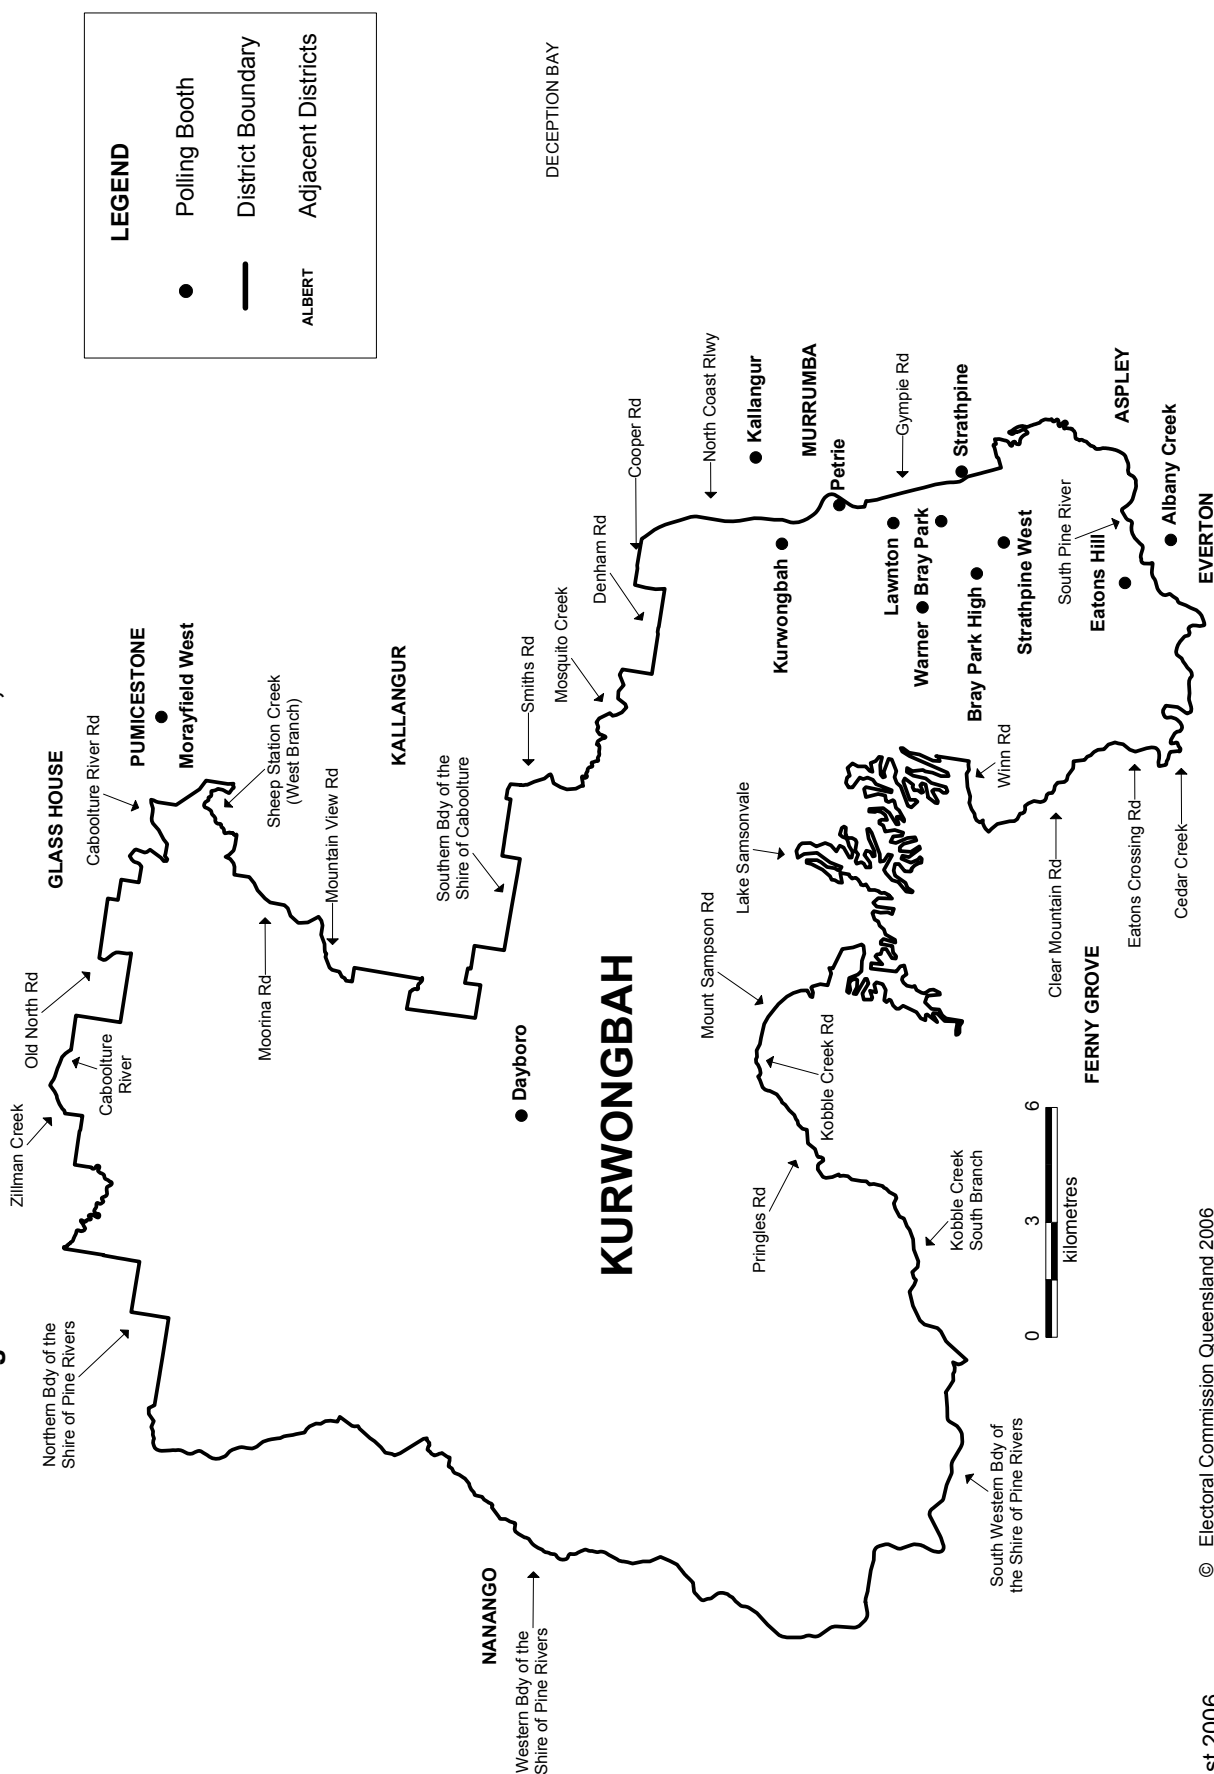 LEGEND
Polling Booth
District Boundary
ALBERT
Adjacent Districts
DECEPTION BAY
GLASS HOUSE
Zillman Creek
Old North Rd
Caboolture River Rd
PUMICESTONE
Morayfield West
Caboolture
River
Northern Bdy of the
Shire of Pine Rivers
Moorina Rd
Sheep Station Creek
(West Branch)
Mountain View Rd
KALLANGUR
Southern Bdy of the
Shire of Caboolture
Smiths Rd
Mosquito Creek
Denham Rd
Cooper Rd
NANANGO
Western Bdy of the
Shire of Pine Rivers
Dayboro
KURWONGBAH
North Coast Rlwy
Kallangur
MURRUMBA
Petrie
Kurwongbah
Mount Sampson Rd
Lake Samsonvale
Pringles Rd
Kobble Creek Rd
Gympie Rd
Lawnton
Warner
Bray Park
Strathpine
Bray Park High
Strathpine West
Winn Rd
Kobble Creek
South Branch
South Western Bdy of
the Shire of Pine Rivers
0
3
6
kilometres
Clear Mountain Rd
FERNY GROVE
South Pine River
Eatons Hill
ASPLEY
Eatons Crossing Rd
Albany Creek
Cedar Creek
EVERTON
st 2006
© Electoral Commission Queensland 2006